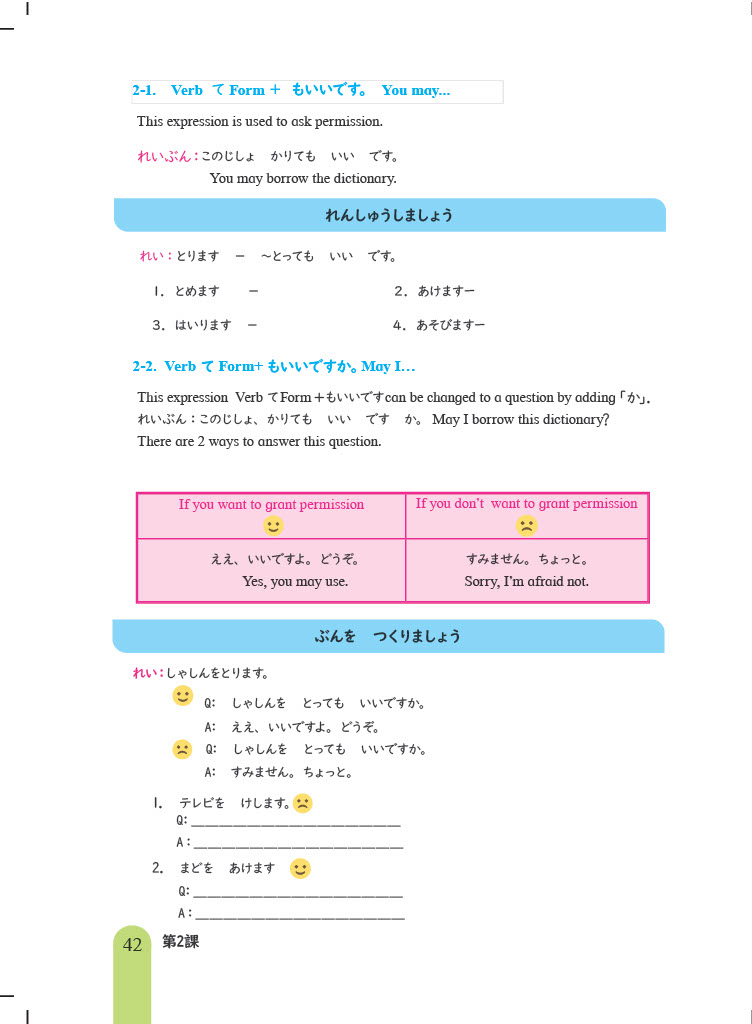 2-1. Verb て Form + もいいです。 You may...
This expression is used to ask permission.
れいぶん：このじしょ かりても いい です。
You may borrow the dictionary.
れんしゅうしましょう
れい：とります ー ～とっても いい です。
1. とめます ー 2. あけますー
3. はいります ー 4. あそびますー
2-2. Verb て Form+ もいいですか。May I…
This expression Verb てForm＋もいいですcan be changed to a question by adding「か」.
れいぶん：このじしょ、かりても いい です か。 May I borrow this dictionary?
There are 2 ways to answer this question.
If you want to grant permission If you don't want to grant permission
ええ、いいですよ。どうぞ。 すみません。ちょっと。
Yes, you may use. Sorry, I'm afraid not.
ぶんを つくりましょう
れい：しゃしんをとります。
Q: しゃしんを とっても いいですか。
A: ええ、いいですよ。どうぞ。
Q: しゃしんを とっても いいですか。
A: すみません。ちょっと。
1. テレビを けします。
Q: ______________________________
A : ______________________________
2. まどを あけます
Q: ______________________________
A : ______________________________
42 第2課